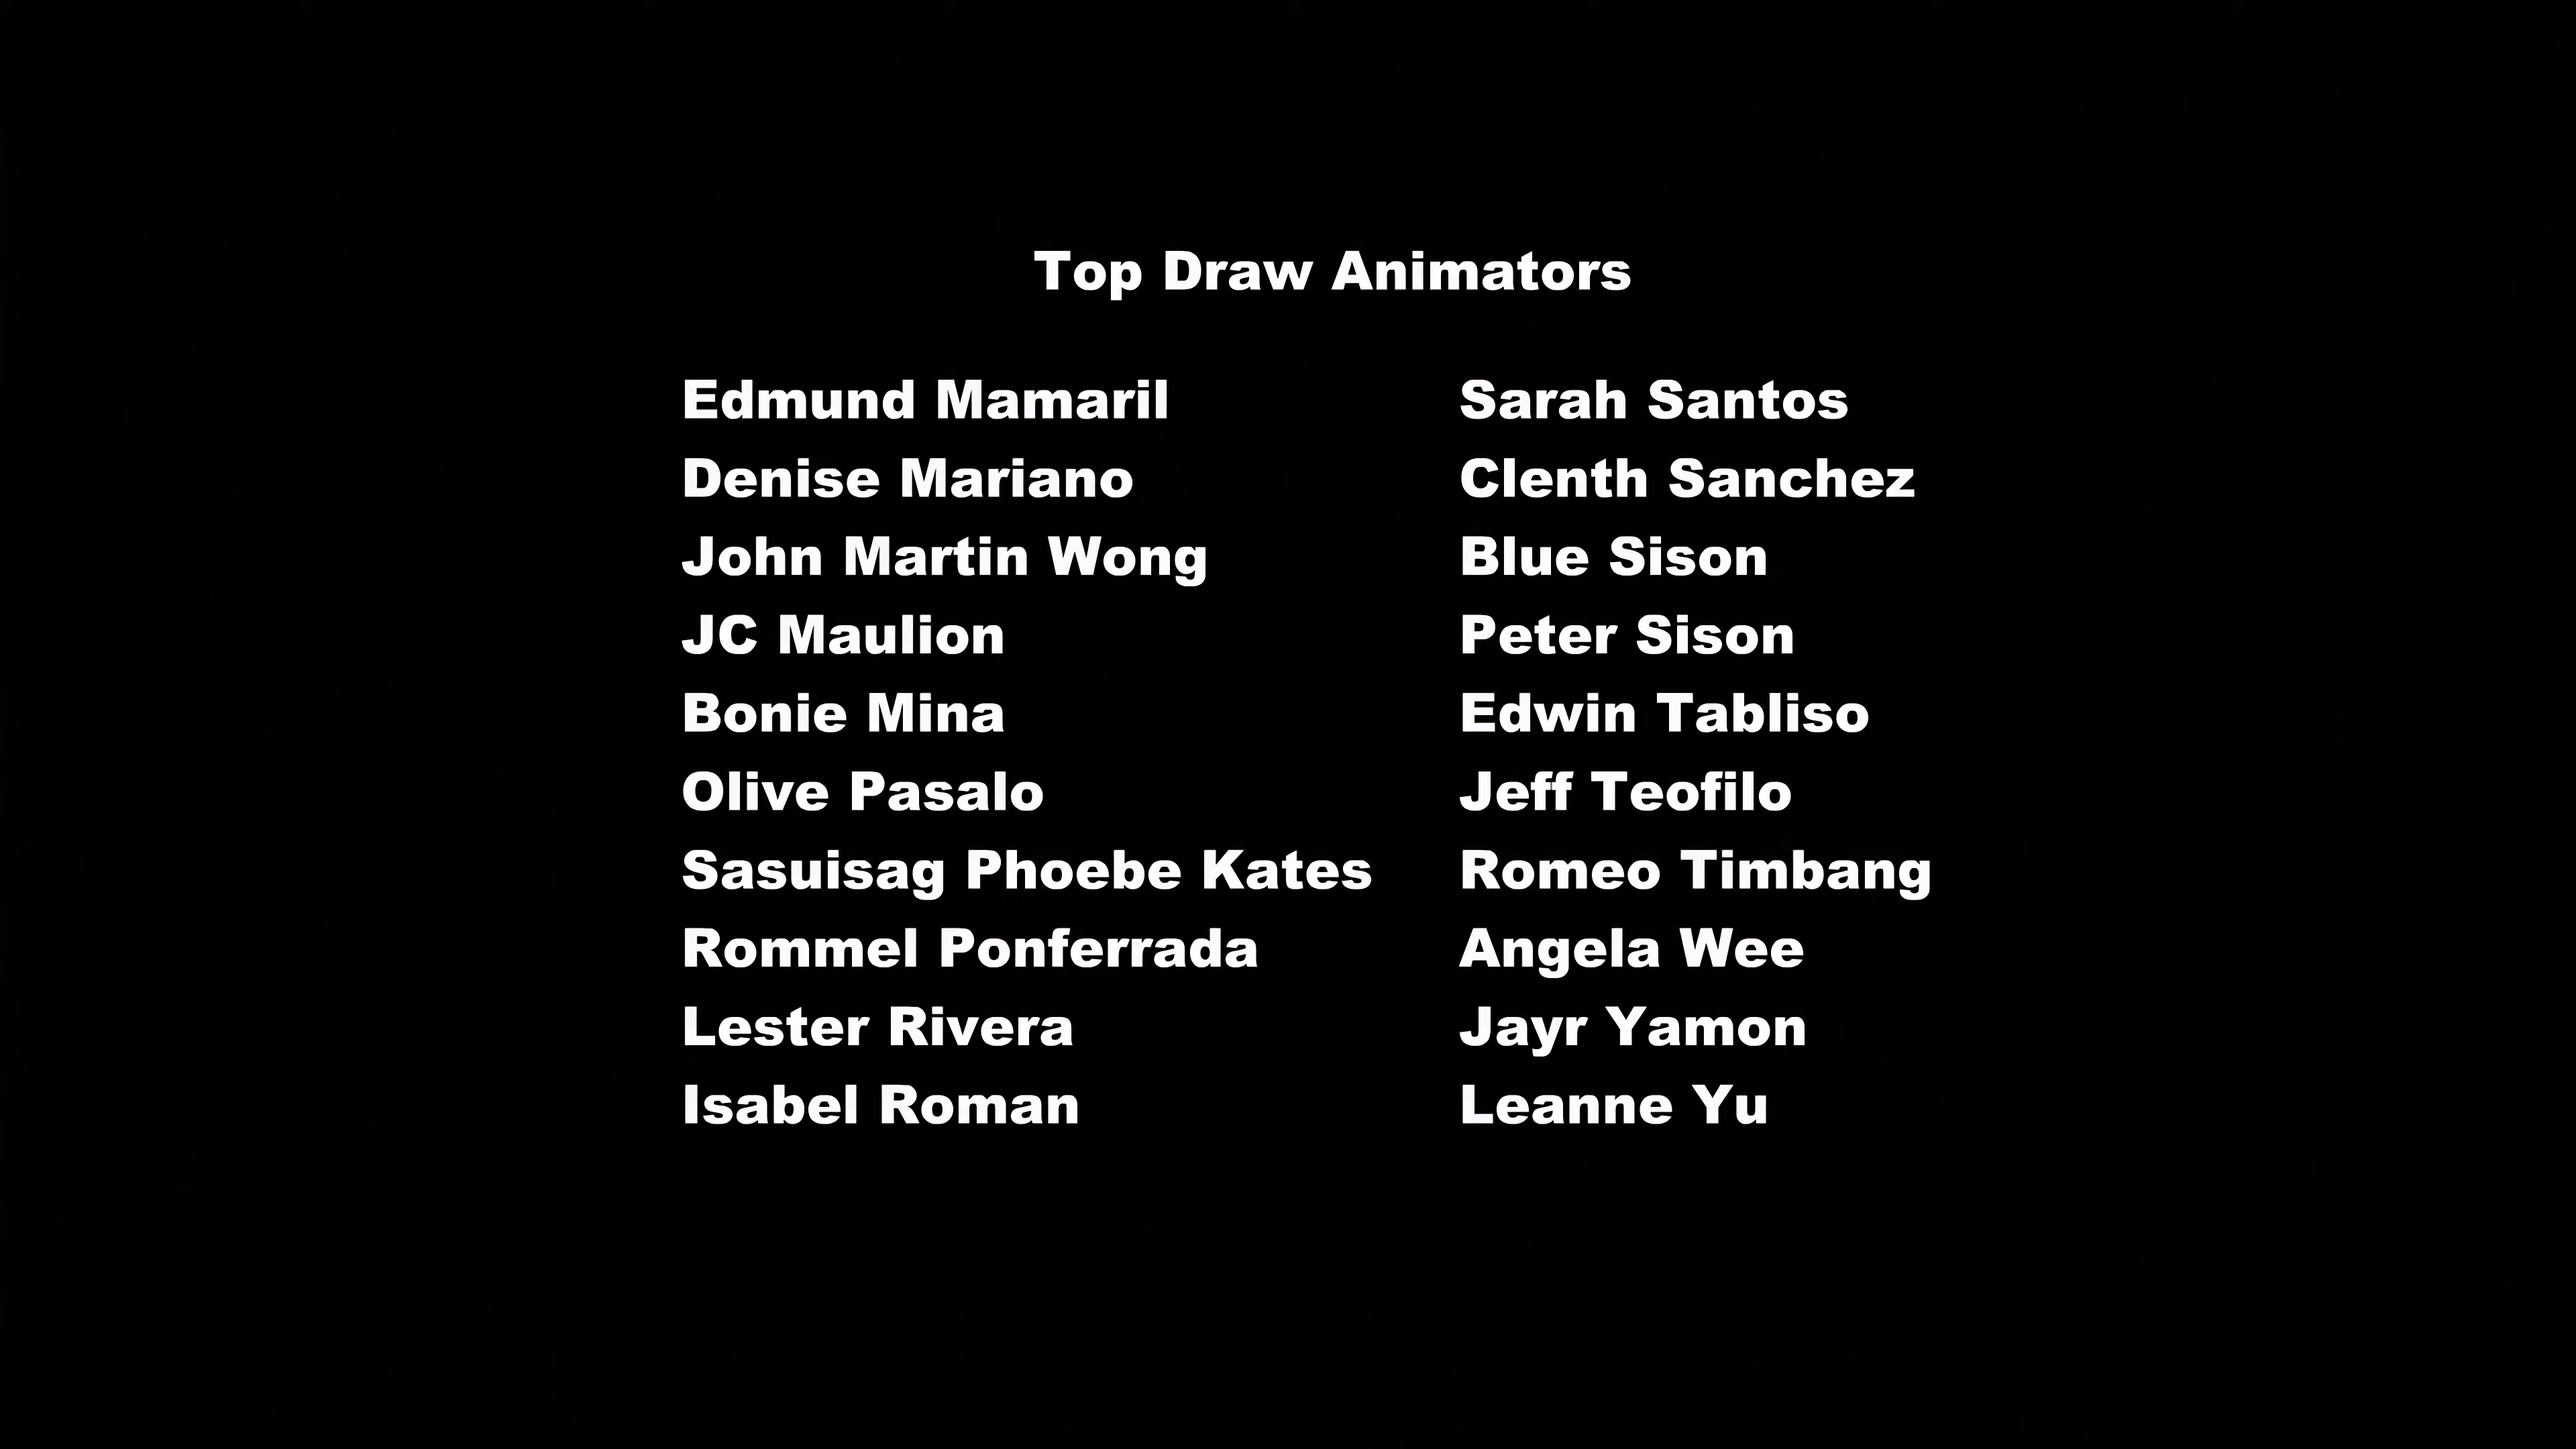 Top Draw Animators
Edmund Mamaril
Denise Mariano
John Martin Wong
JC Maulion
Bonie Mina
Olive Pasalo
Sasuisag Phoebe Kates
Rommel Ponferrada
Lester Rivera
Isabel Roman
Sarah Santos
Clenth Sanchez
Blue Sison
Peter Sison
Edwin Tabliso
Jeff Teofilo
Romeo Timbang
Angela Wee
Jayr Yamon
Leanne Yu